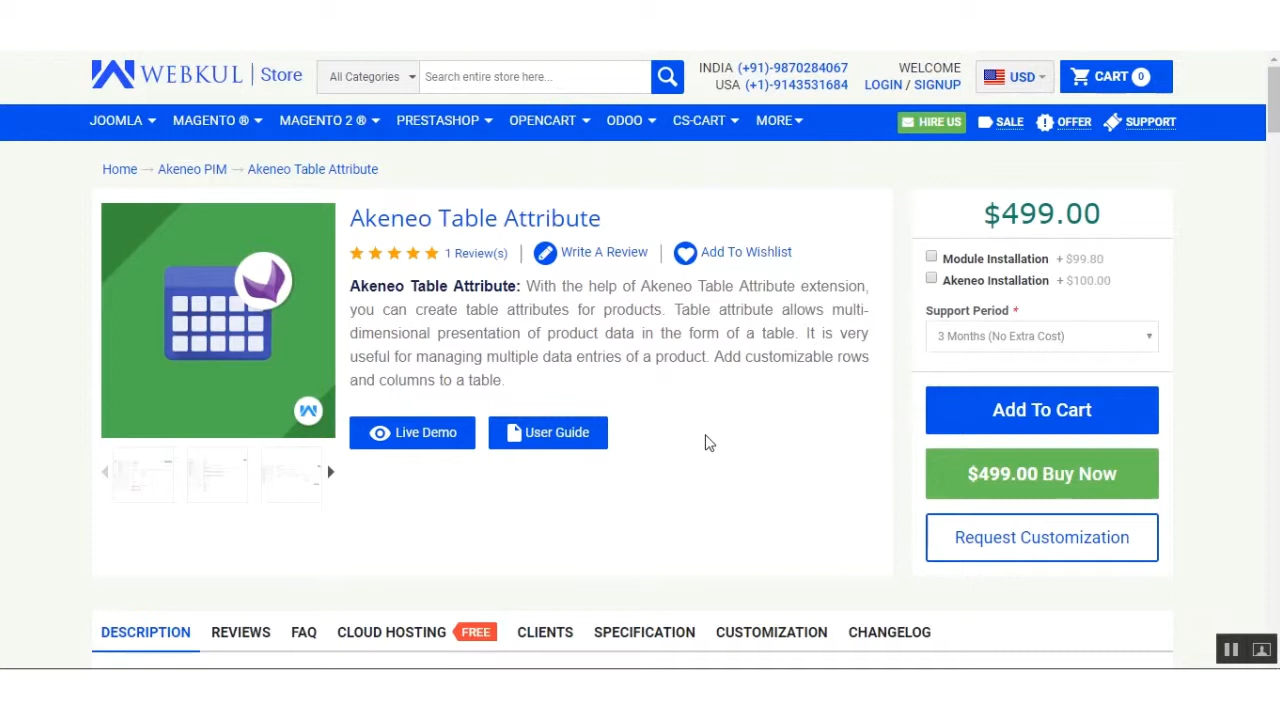 WEBKUL | Store
All Categories
Search entire store here...
INDIA (+91)-9870284067
USA (+1)-9143531684
WELCOME
LOGIN / SIGNUP
USD
CART 0
JOOMLA
MAGENTO ®
MAGENTO 2 ®
PRESTASHOP
OPENCART
ODOO
CS-CART
MORE
HIRE US
SALE
OFFER
SUPPORT
Home → Akeneo PIM → Akeneo Table Attribute
Akeneo Table Attribute
1 Review(s) | Write A Review | Add To Wishlist
Akeneo Table Attribute: With the help of Akeneo Table Attribute extension,
you can create table attributes for products. Table attribute allows multi-
dimensional presentation of product data in the form of a table. It is very
useful for managing multiple data entries of a product. Add customizable rows
and columns to a table.
Live Demo
User Guide
$499.00
Module Installation + $99.80
Akeneo Installation + $100.00
Support Period *
3 Months (No Extra Cost)
Add To Cart
$499.00 Buy Now
Request Customization
DESCRIPTION
REVIEWS
FAQ
CLOUD HOSTING FREE
CLIENTS
SPECIFICATION
CUSTOMIZATION
CHANGELOG